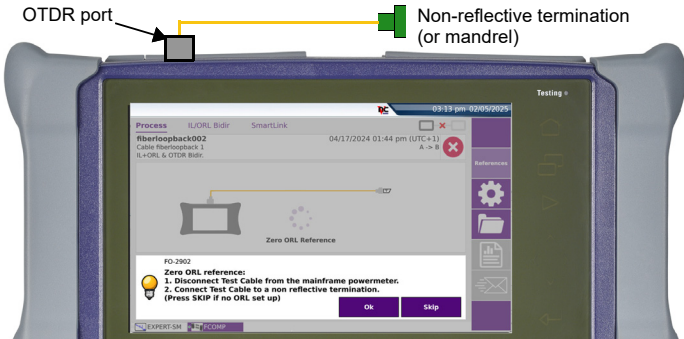 OTDR port
Non-reflective termination
(or mandrel)
Testing
03:13 pm 02/05/2025
Process IL/ORL Bidir SmartLink
fiberloopback002 04/17/2024 01:44 pm (UTC+1)
Cable fiberloopback 1 A -> B
IL+ORL & OTDR Bidir.
References
Zero ORL Reference
FO-2902
Zero ORL reference:
1. Disconnect Test Cable from the mainframe powermeter.
2. Connect Test Cable to a non reflective termination.
(Press SKIP if no ORL set up)
Ok Skip
EXPERT-SM FCOMP